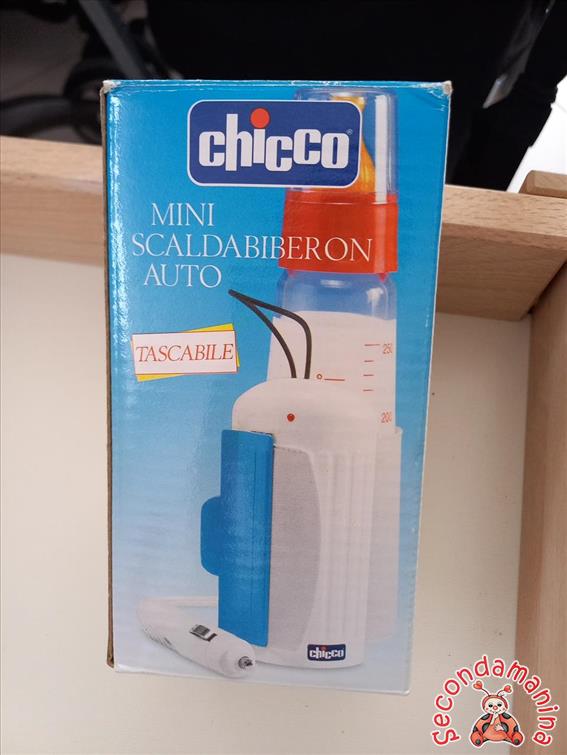 chicco
MINI
SCALDABIBERON
AUTO
TASCABILE
250
200
chicco
Secondamanina